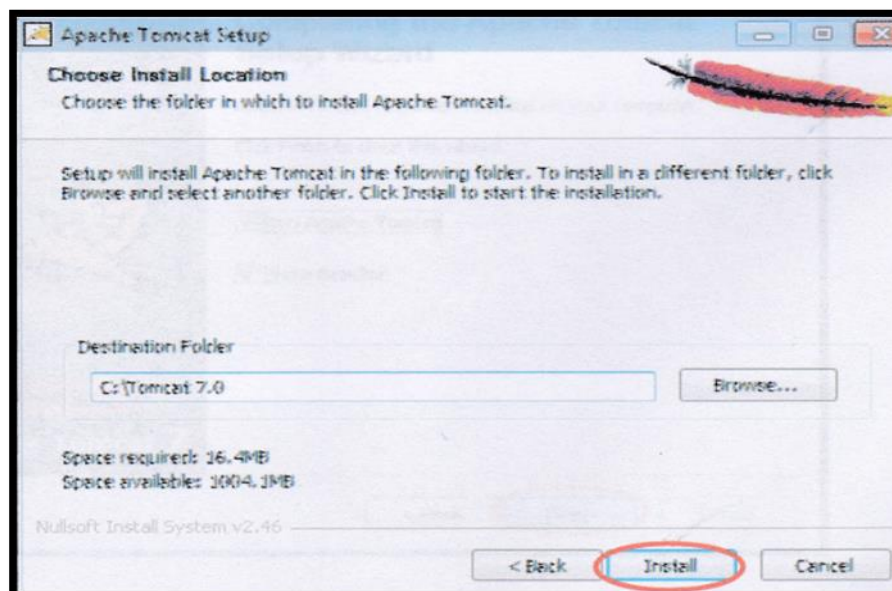 Apache Tomcat Setup
Choose Install Location
Choose the folder in which to install Apache Tomcat.
Setup will install Apache Tomcat in the following folder. To install in a different folder, click
Browse and select another folder. Click Install to start the installation.
Destination Folder
C:\Tomcat 7.0
Browse...
Space required: 16.4MB
Space available: 1004.1MB
Nullsoft Install System v2.46
< Back
Install
Cancel